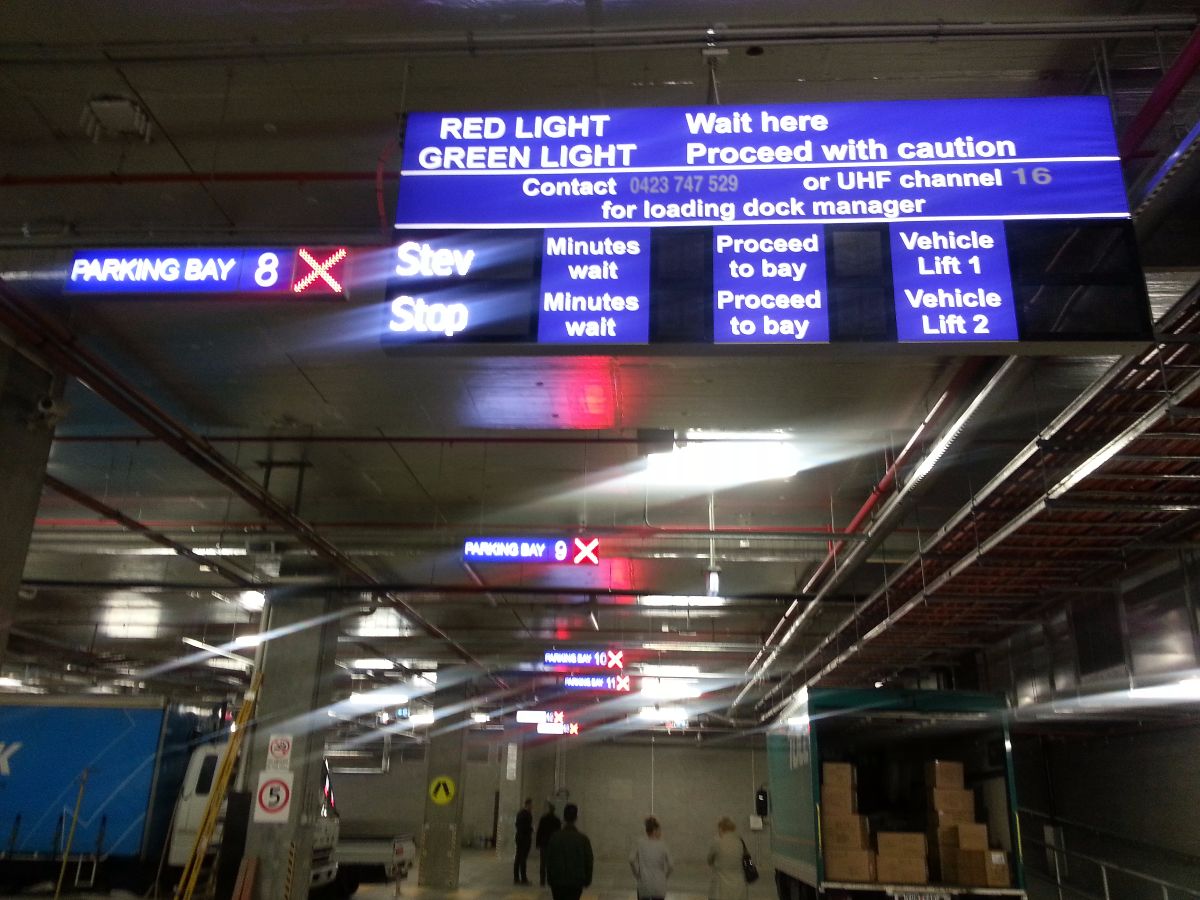 RED LIGHT Wait here
GREEN LIGHT Proceed with caution
Contact 0423 747 529 or UHF channel 16
for loading dock manager
Stev Minutes wait Proceed to bay Vehicle Lift 1
Stop Minutes wait Proceed to bay Vehicle Lift 2
PARKING BAY 8
PARKING BAY 9
PARKING BAY 10
PARKING BAY 11
5